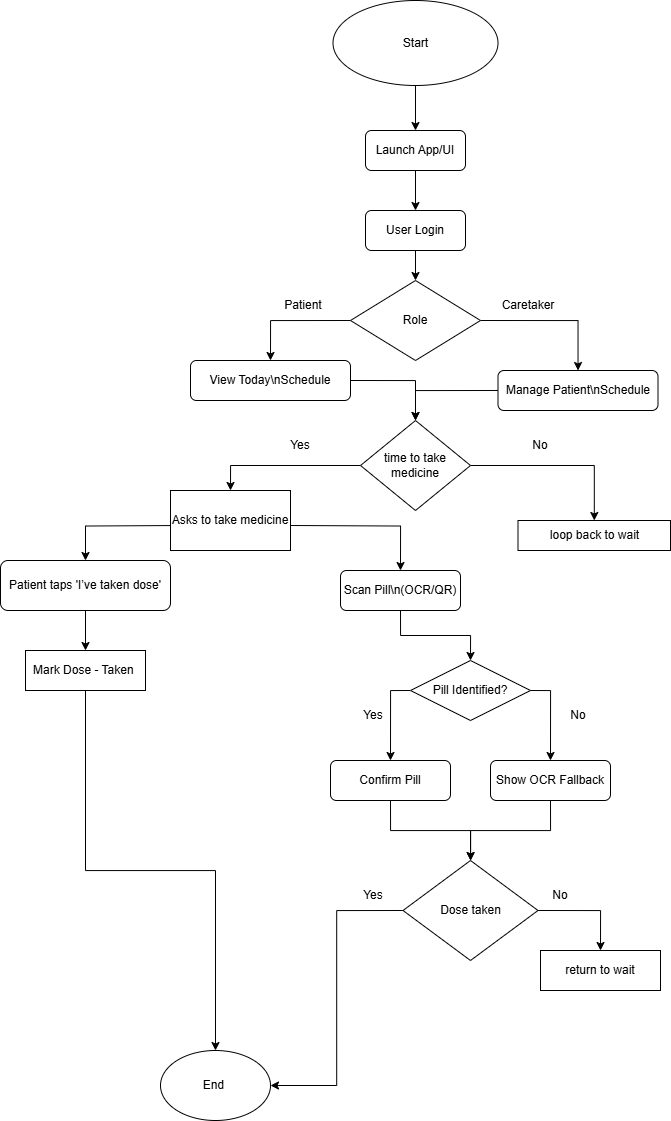 Start
Launch App/UI
User Login
Patient
Caretaker
Role
View Today\nSchedule
Manage Patient\nSchedule
Yes
time to take
medicine
No
Asks to take medicine
loop back to wait
Patient taps 'I've taken dose'
Scan Pill\n(OCR/QR)
Mark Dose - Taken
Pill Identified?
Yes
No
Confirm Pill
Show OCR Fallback
Yes
Dose taken
No
return to wait
End